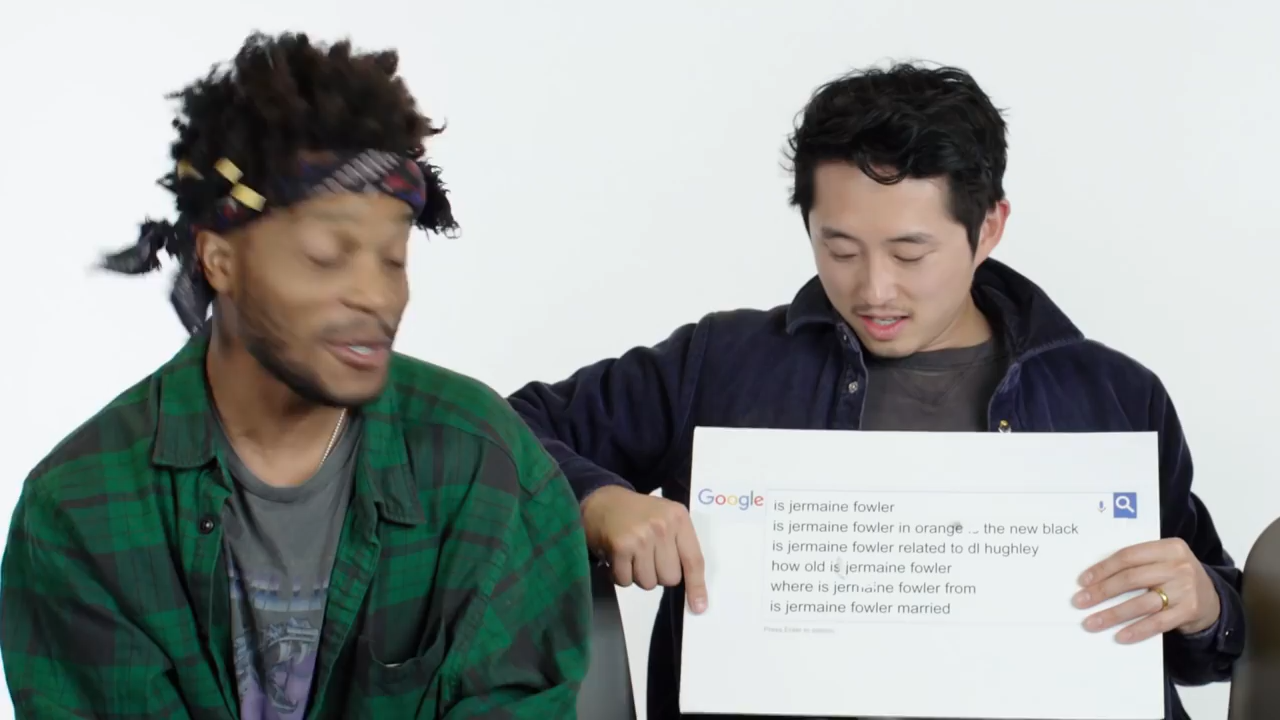 Google is jermaine fowler
is jermaine fowler in orange is the new black
is jermaine fowler related to dl hughley
how old is jermaine fowler
where is jermaine fowler from
is jermaine fowler married